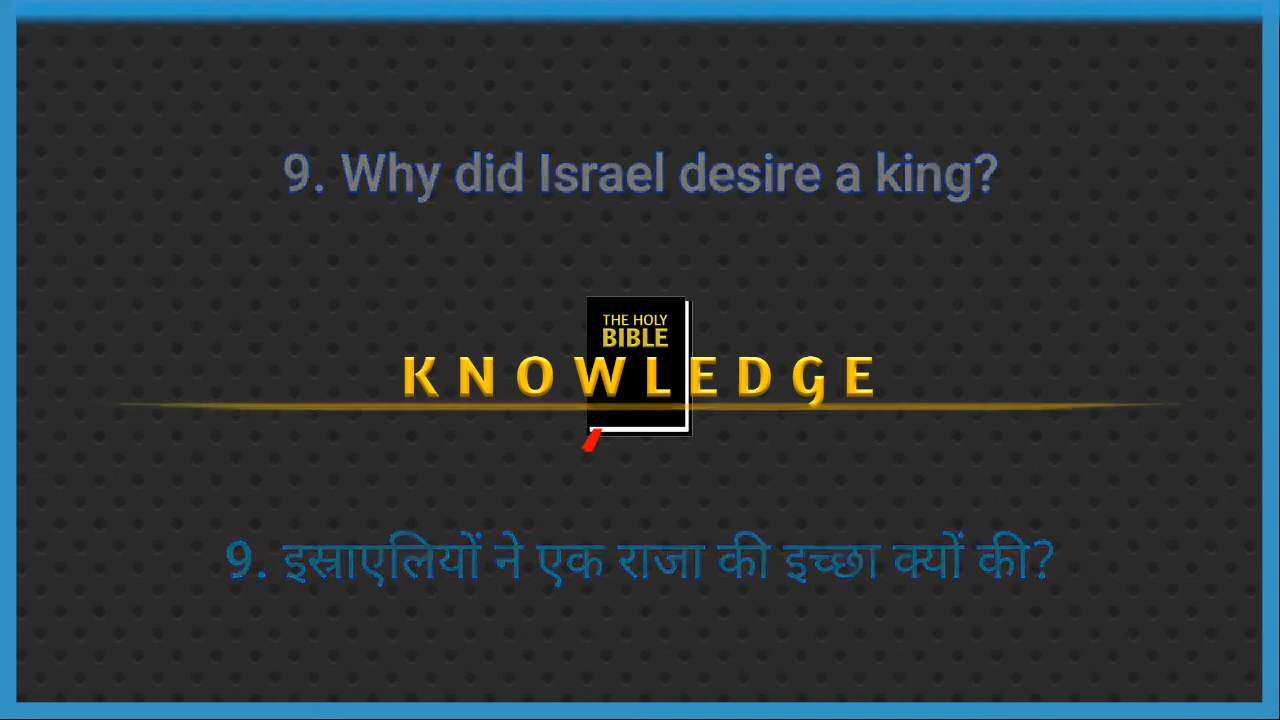 9. Why did Israel desire a king?
THE HOLY
BIBLE
KNOWLEDGE
9. इस्राएलियों ने एक राजा की इच्छा क्यों की?